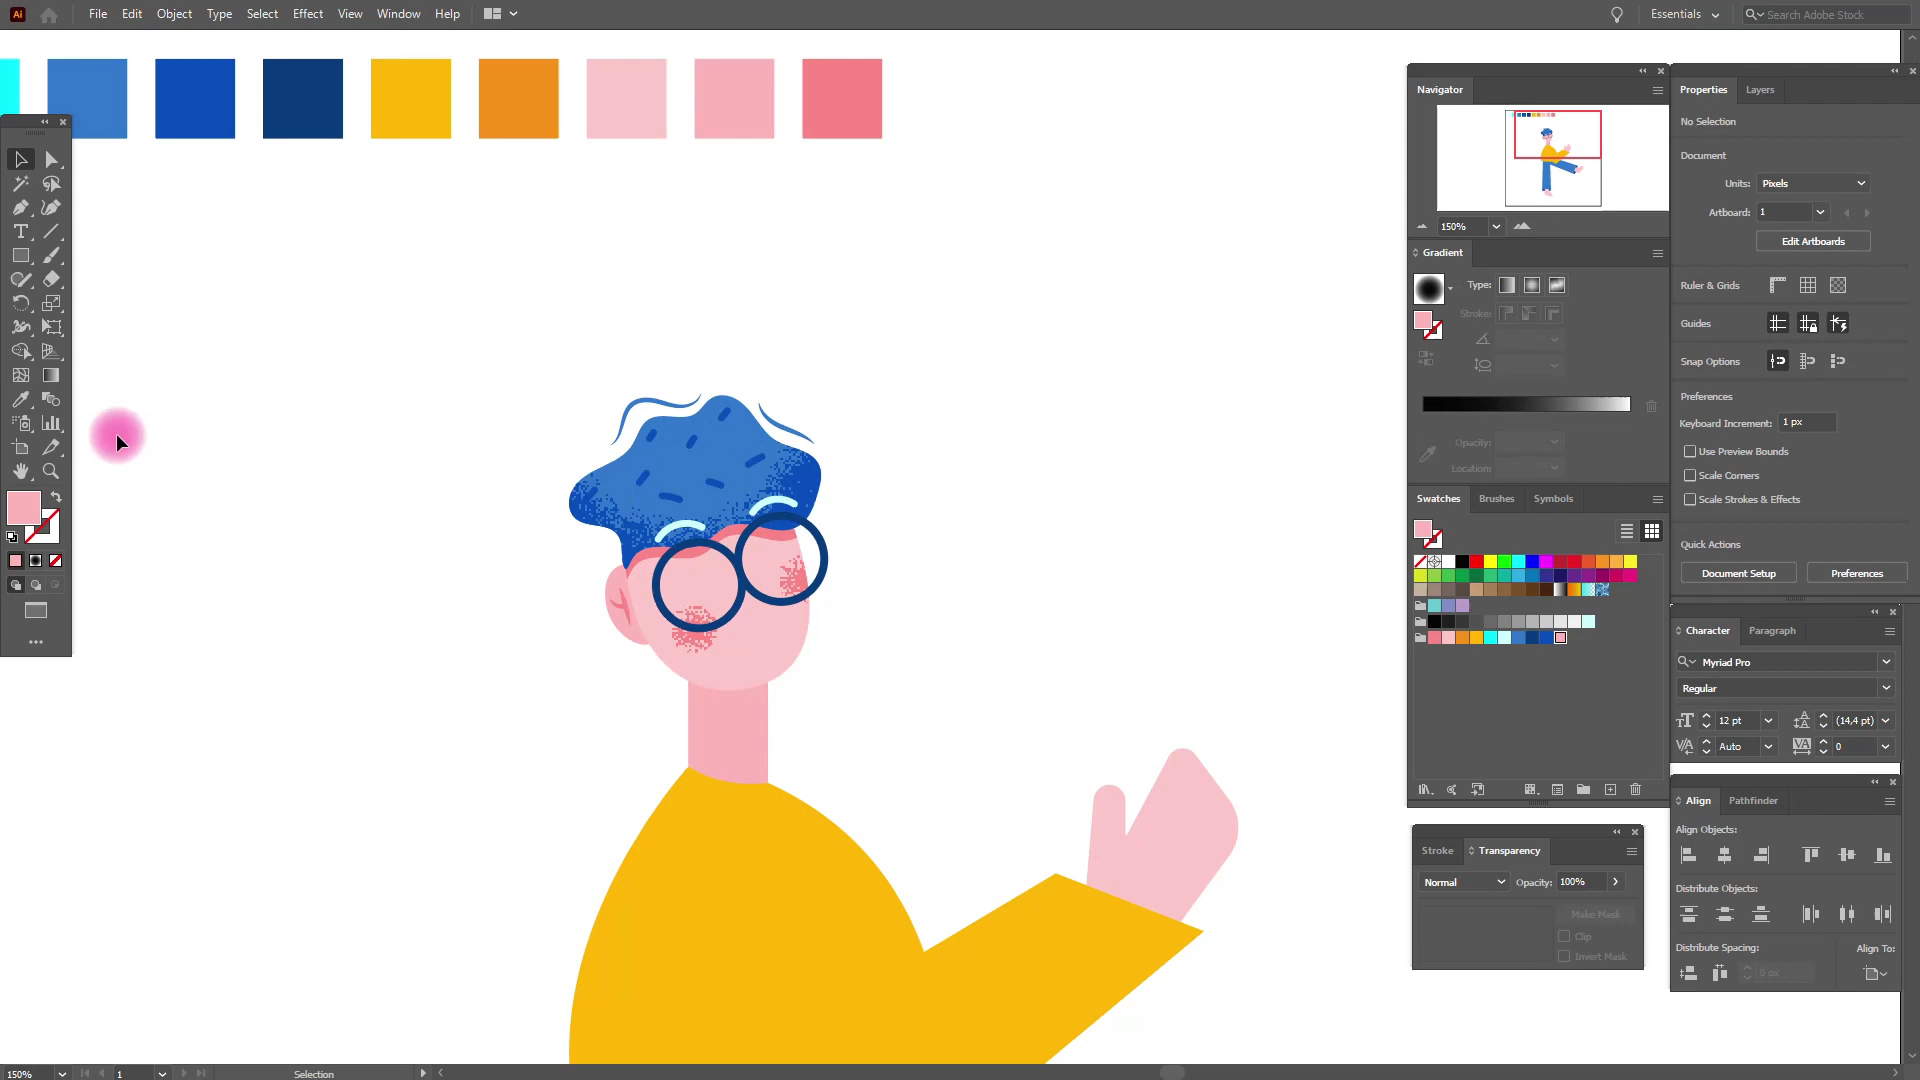 Ai File Edit Object Type Select Effect View Window Help Essentials Search Adobe Stock
Navigator
150%
Gradient
Type:
Stroke:
Opacity:
Location:
Swatches Brushes Symbols
Stroke Transparency
Normal Opacity: 100%
Make Mask
Clip
Invert Mask
Properties Layers
No Selection
Document
Units: Pixels
Artboard: 1
Edit Artboards
Ruler & Grids
Guides
Snap Options
Preferences
Keyboard Increment: 1 px
Use Preview Bounds
Scale Corners
Scale Strokes & Effects
Quick Actions
Document Setup Preferences
Character Paragraph
Myriad Pro
Regular
12 pt (14,4 pt)
Auto 0
Align Pathfinder
Align Objects:
Distribute Objects:
Distribute Spacing: Align To:
0 px
150% 1 Selection